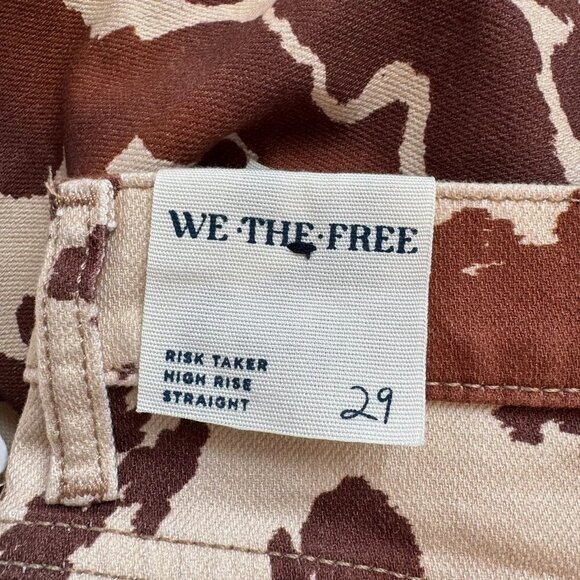 WE·THE·FREE
RISK TAKER
HIGH RISE
STRAIGHT
29